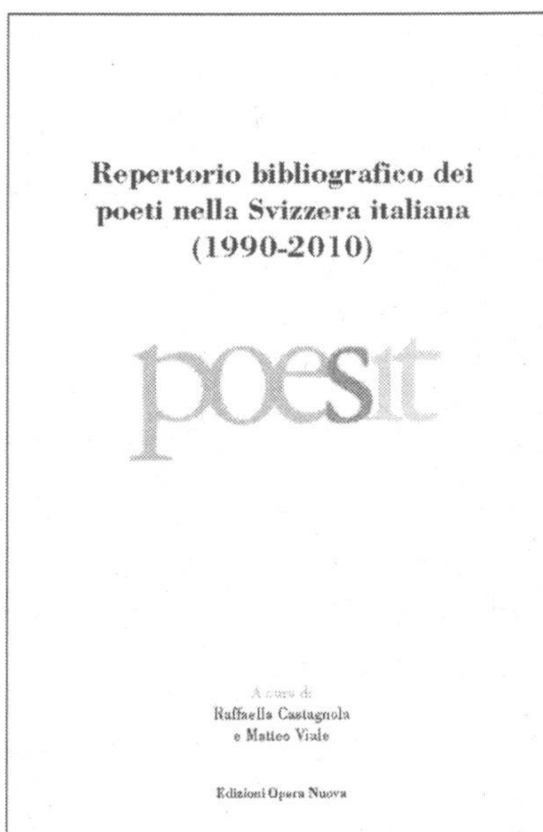 Repertorio bibliografico dei
poeti nella Svizzera italiana
(1990-2010)
poesit
A cura di
Raffaella Castagnola
e Matteo Viale
Edizioni Opera Nuova